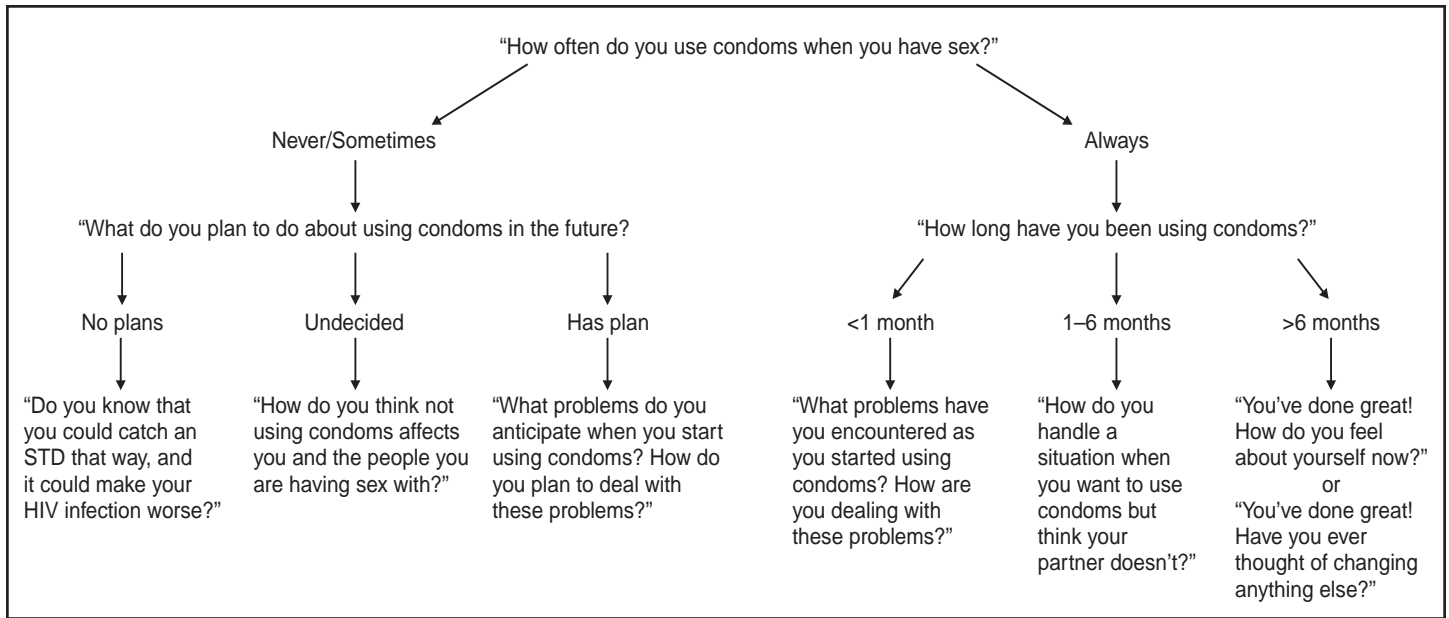 “How often do you use condoms when you have sex?”
Never/Sometimes
Always
“What do you plan to do about using condoms in the future?
“How long have you been using condoms?”
No plans
Undecided
Has plan
<1 month
1–6 months
>6 months
“Do you know that
you could catch an
STD that way, and
it could make your
HIV infection worse?”
“How do you think not
using condoms affects
you and the people you
are having sex with?”
“What problems do you
anticipate when you start
using condoms? How do
you plan to deal with
these problems?”
“What problems have
you encountered as
you started using
condoms? How are
you dealing with
these problems?”
“How do you
handle a
situation when
you want to use
condoms but
think your
partner doesn’t?”
“You’ve done great!
How do you feel
about yourself now?”
or
“You’ve done great!
Have you ever
thought of changing
anything else?”